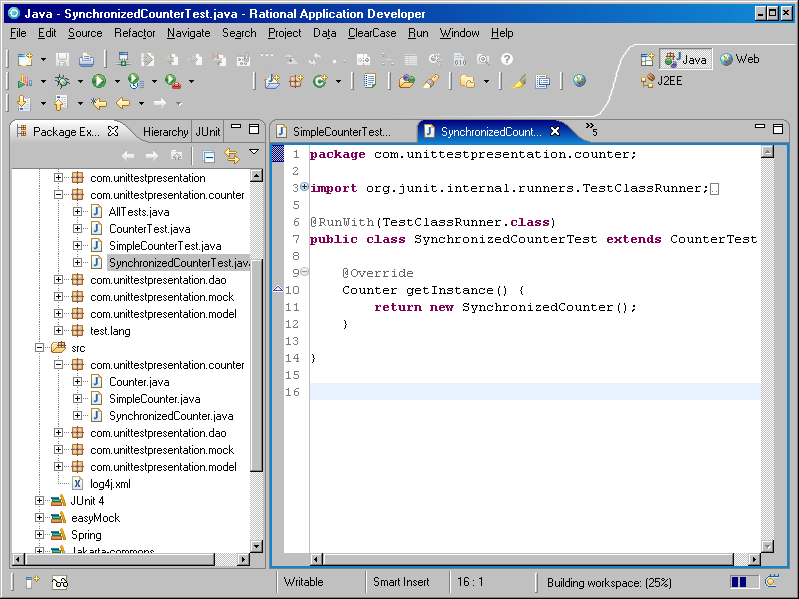 Java - SynchronizedCounterTest.java - Rational Application Developer
File Edit Source Refactor Navigate Search Project Data ClearCase Run Window Help
Java Web
J2EE
Package Ex... Hierarchy JUnit
com.unittestpresentation
com.unittestpresentation.counter
AllTests.java
CounterTest.java
SimpleCounterTest.java
SynchronizedCounterTest.java
com.unittestpresentation.dao
com.unittestpresentation.mock
com.unittestpresentation.model
test.lang
src
com.unittestpresentation.counter
Counter.java
SimpleCounter.java
SynchronizedCounter.java
com.unittestpresentation.dao
com.unittestpresentation.mock
com.unittestpresentation.model
log4j.xml
JUnit 4
easyMock
Spring
Jakarta-commons
SimpleCounterTest.... SynchronizedCount... »5
1 package com.unittestpresentation.counter;
2
3 import org.junit.internal.runners.TestClassRunner;
5
6 @RunWith(TestClassRunner.class)
7 public class SynchronizedCounterTest extends CounterTest
8
9 @Override
10 Counter getInstance() {
11 return new SynchronizedCounter();
12 }
13
14 }
15
16
Writable Smart Insert 16 : 1 Building workspace: (25%)